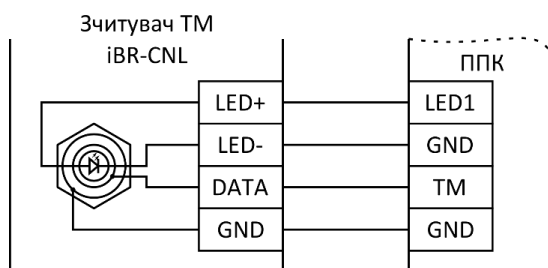 Зчитувач ТМ
iBR-CNL
ППК
LED+
LED1
LED-
GND
DATA
TM
GND
GND